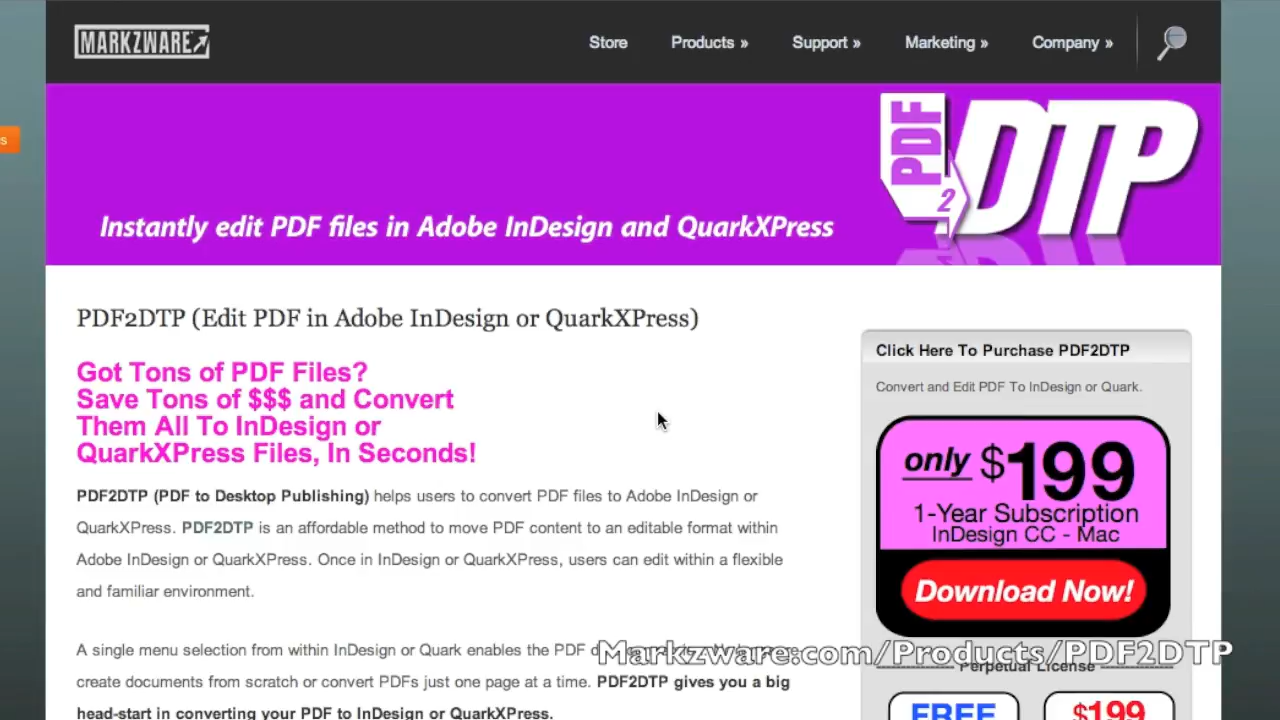 MARKZWARE
Store
Products »
Support »
Marketing »
Company »
s
PDF
2
DTP
Instantly edit PDF files in Adobe InDesign and QuarkXPress
PDF2DTP (Edit PDF in Adobe InDesign or QuarkXPress)
Got Tons of PDF Files?
Save Tons of $$$ and Convert
Them All To InDesign or
QuarkXPress Files, In Seconds!
PDF2DTP (PDF to Desktop Publishing) helps users to convert PDF files to Adobe InDesign or
QuarkXPress. PDF2DTP is an affordable method to move PDF content to an editable format within
Adobe InDesign or QuarkXPress. Once in InDesign or QuarkXPress, users can edit within a flexible
and familiar environment.
A single menu selection from within InDesign or Quark enables the PDF
create documents from scratch or convert PDFs just one page at a time. PDF2DTP gives you a big
head-start in converting your PDF to InDesign or QuarkXPress.
Click Here To Purchase PDF2DTP
Convert and Edit PDF To InDesign or Quark.
only $199
1-Year Subscription
InDesign CC - Mac
Download Now!
Markzware.com/Products/PDF2DTP
Perpetual License
FREE
$199